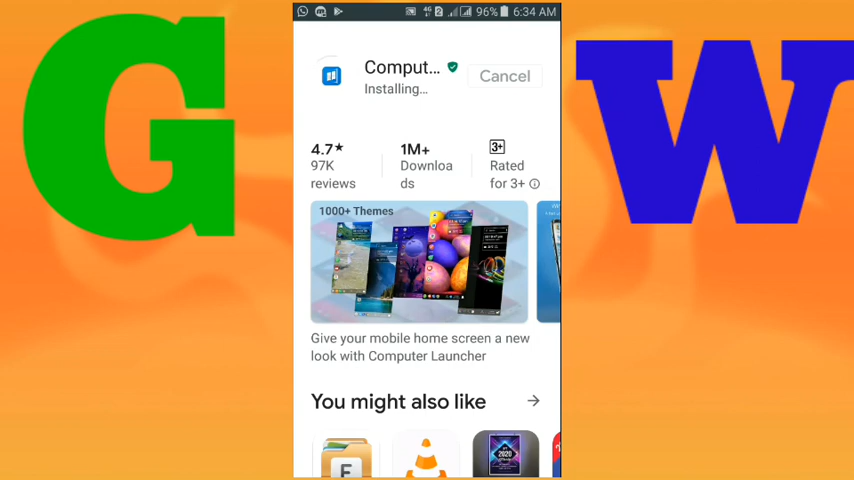 G
W
96% 6:34 AM
Comput...
Installing...
Cancel
4.7★
97K
reviews
1M+
Downloa
ds
3+
Rated
for 3+
1000+ Themes
Give your mobile home screen a new
look with Computer Launcher
You might also like
F
2020